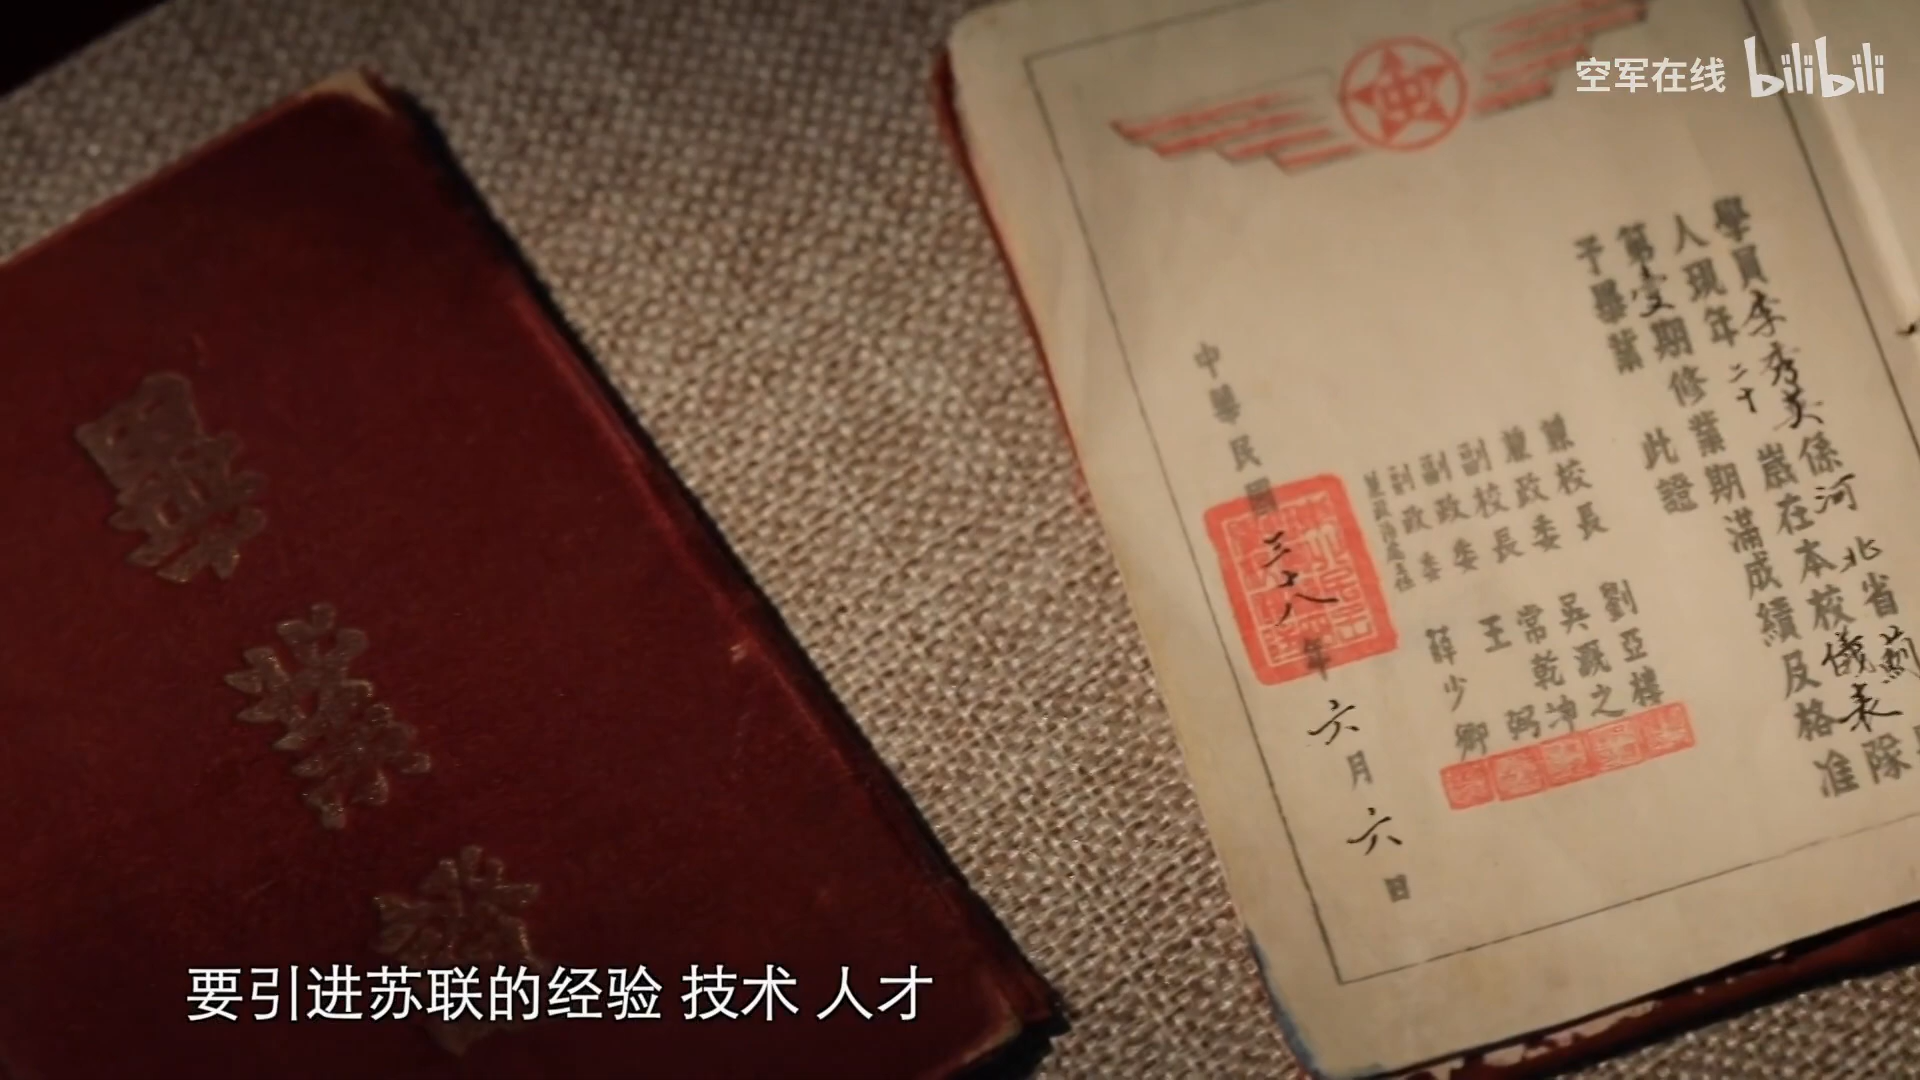 空军在线 bilibili
畢業證
學員李秀英係河北省薊
人現年二十歲在本校儀表隊
第壹期修業期滿成績及格准
予畢業 此證
兼校長 劉亞樓
兼政委 吳溉之
副校長 常乾坤
副政委 王弼
副政委 薛少卿
中華民國三十八年六月六日
要引进苏联的经验 技术 人才